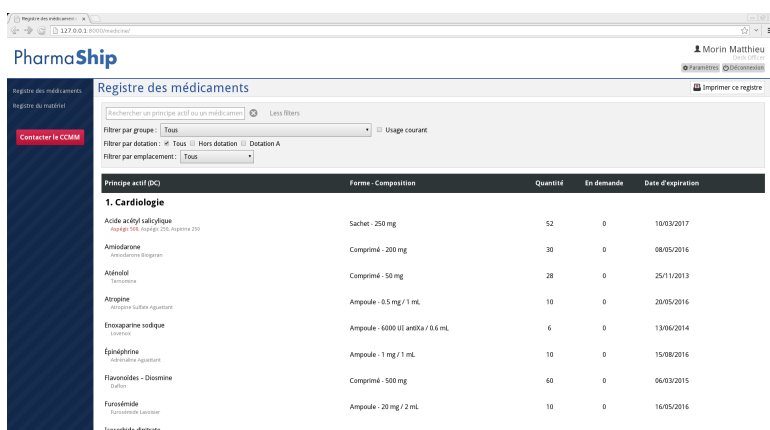 Registre des médicament: x
127.0.0.1:8000/medicine/
PharmaShip
Morin Matthieu
Deck Officer
Paramètres Déconnexion
Registre des médicaments
Registre du matériel
Contacter le CCMM
Registre des médicaments
Imprimer ce registre
Rechercher un principe actif ou un médicamen
Less filters
Filtrer par groupe : Tous
Usage courant
Filtrer par dotation : Tous Hors dotation Dotation A
Filtrer par emplacement : Tous
Principe actif (DC) Forme - Composition Quantité En demande Date d'expiration
1. Cardiologie
Acide acétyl salicylique
Aspégic 500, Aspégic 250, Aspirine 250
Sachet - 250 mg 52 0 10/03/2017
Amiodarone
Amiodarone Biogaran
Comprimé - 200 mg 30 0 08/05/2016
Aténolol
Tenormine
Comprimé - 50 mg 28 0 25/11/2013
Atropine
Atropine Sulfate Aguettant
Ampoule - 0.5 mg / 1 mL 10 0 20/05/2016
Enoxaparine sodique
Lovenox
Ampoule - 6000 UI antiXa / 0.6 mL 6 0 13/06/2014
Épinéphrine
Adrénaline Aguettant
Ampoule - 1 mg / 1 mL 10 0 15/08/2016
Flavonoïdes – Diosmine
Daflon
Comprimé - 500 mg 60 0 06/03/2015
Furosémide
Furosémide Lavoisier
Ampoule - 20 mg / 2 mL 10 0 16/05/2016